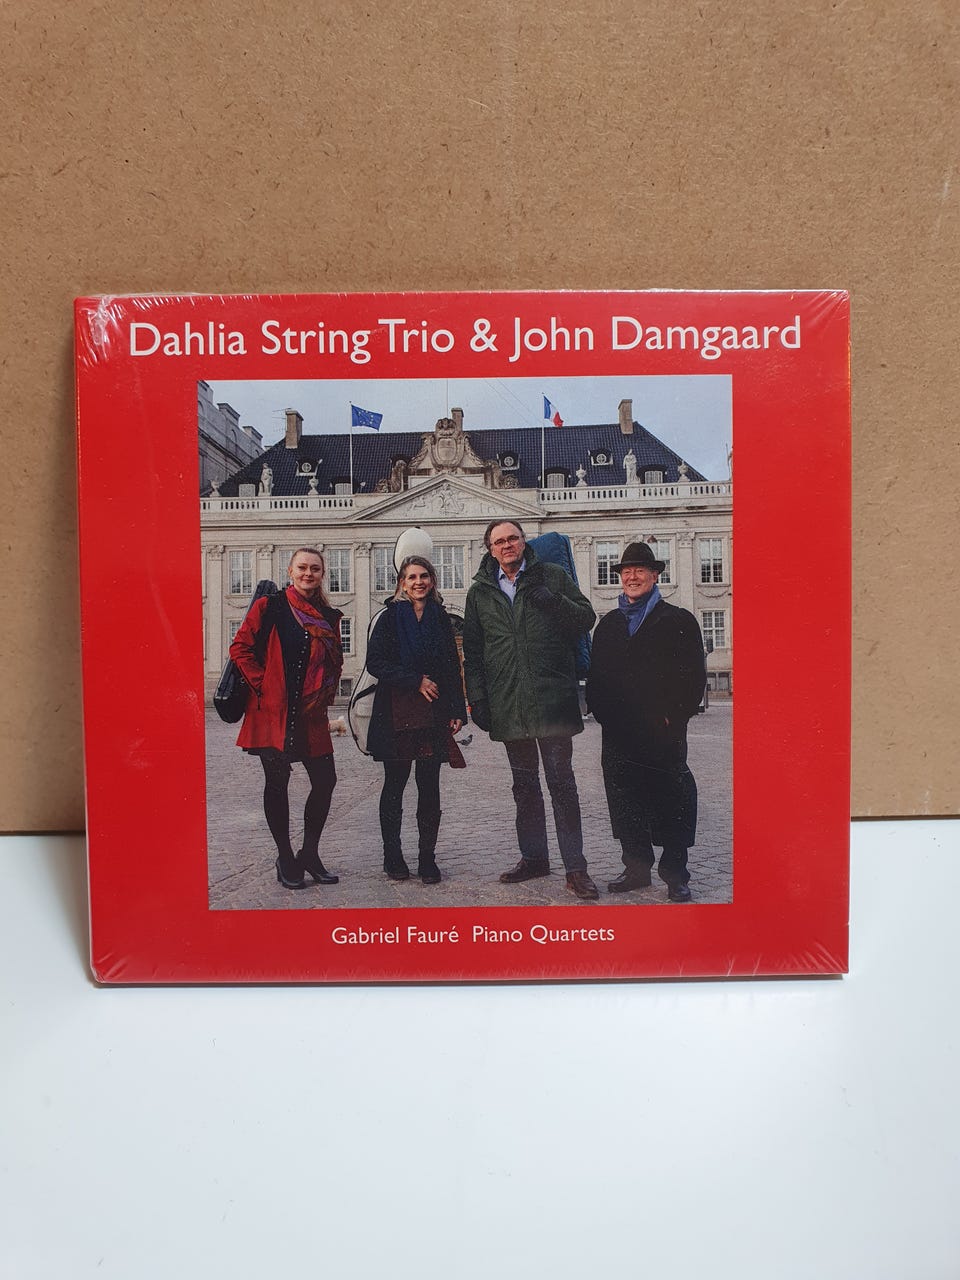 Dahlia String Trio & John Damgaard
Gabriel Fauré Piano Quartets